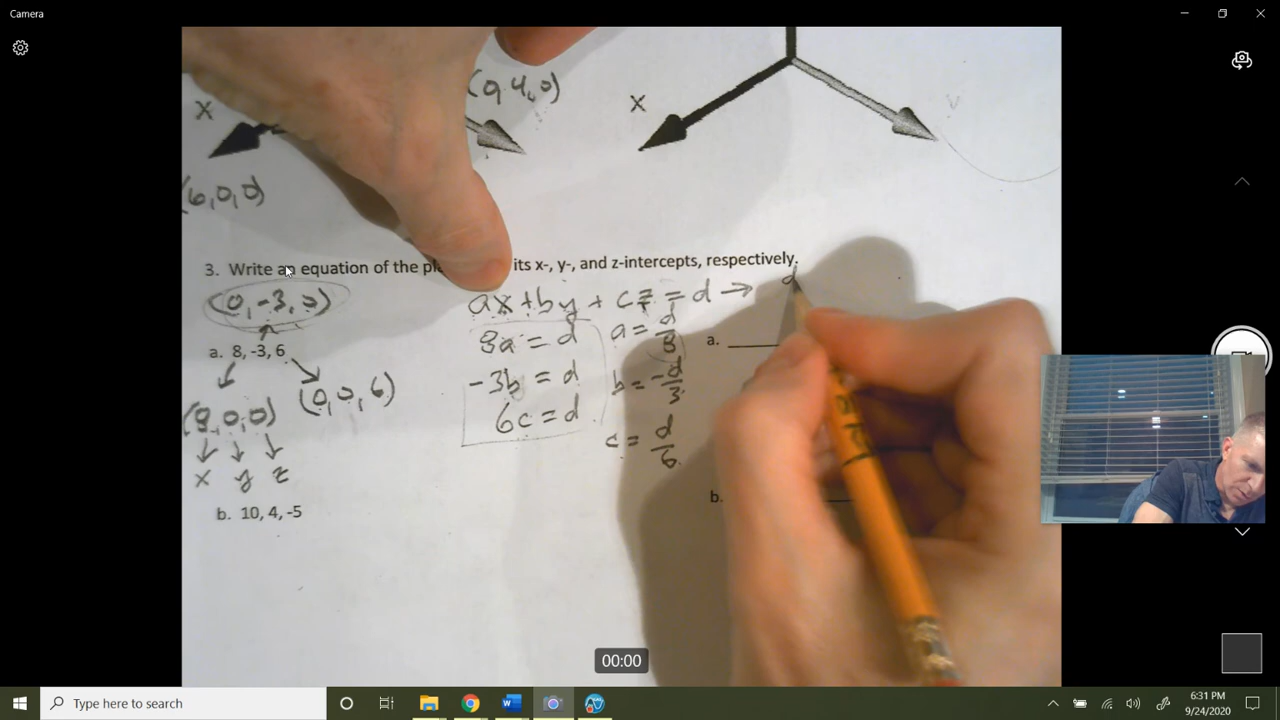 Camera
(0,4,0)
X
X
y
(6,0,0)
3. Write an equation of the its x-, y-, and z-intercepts, respectively.
(0,-3,0)
ax + by + cz = d → d
8a = d
a = d/8
a. ______
a. 8, -3, 6
-3b = d
b = -d/3
(0,0,6)
6c = d
(8,0,0)
c = d/6
x y z
b.
b. 10, 4, -5
00:00
Type here to search
6:31 PM
9/24/2020